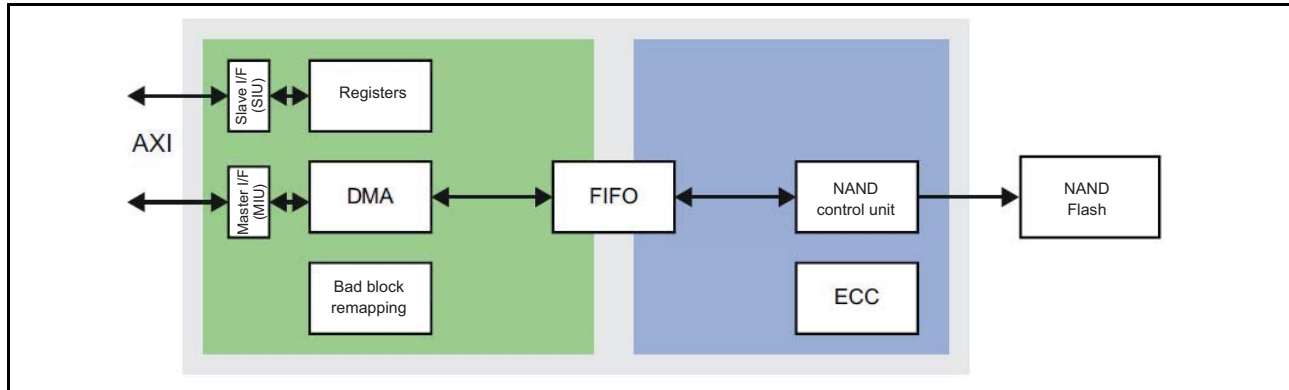 Slave I/F
(SIU)
Registers
AXI
Master I/F
(MIU)
DMA
FIFO
NAND
control unit
NAND
Flash
Bad block
remapping
ECC